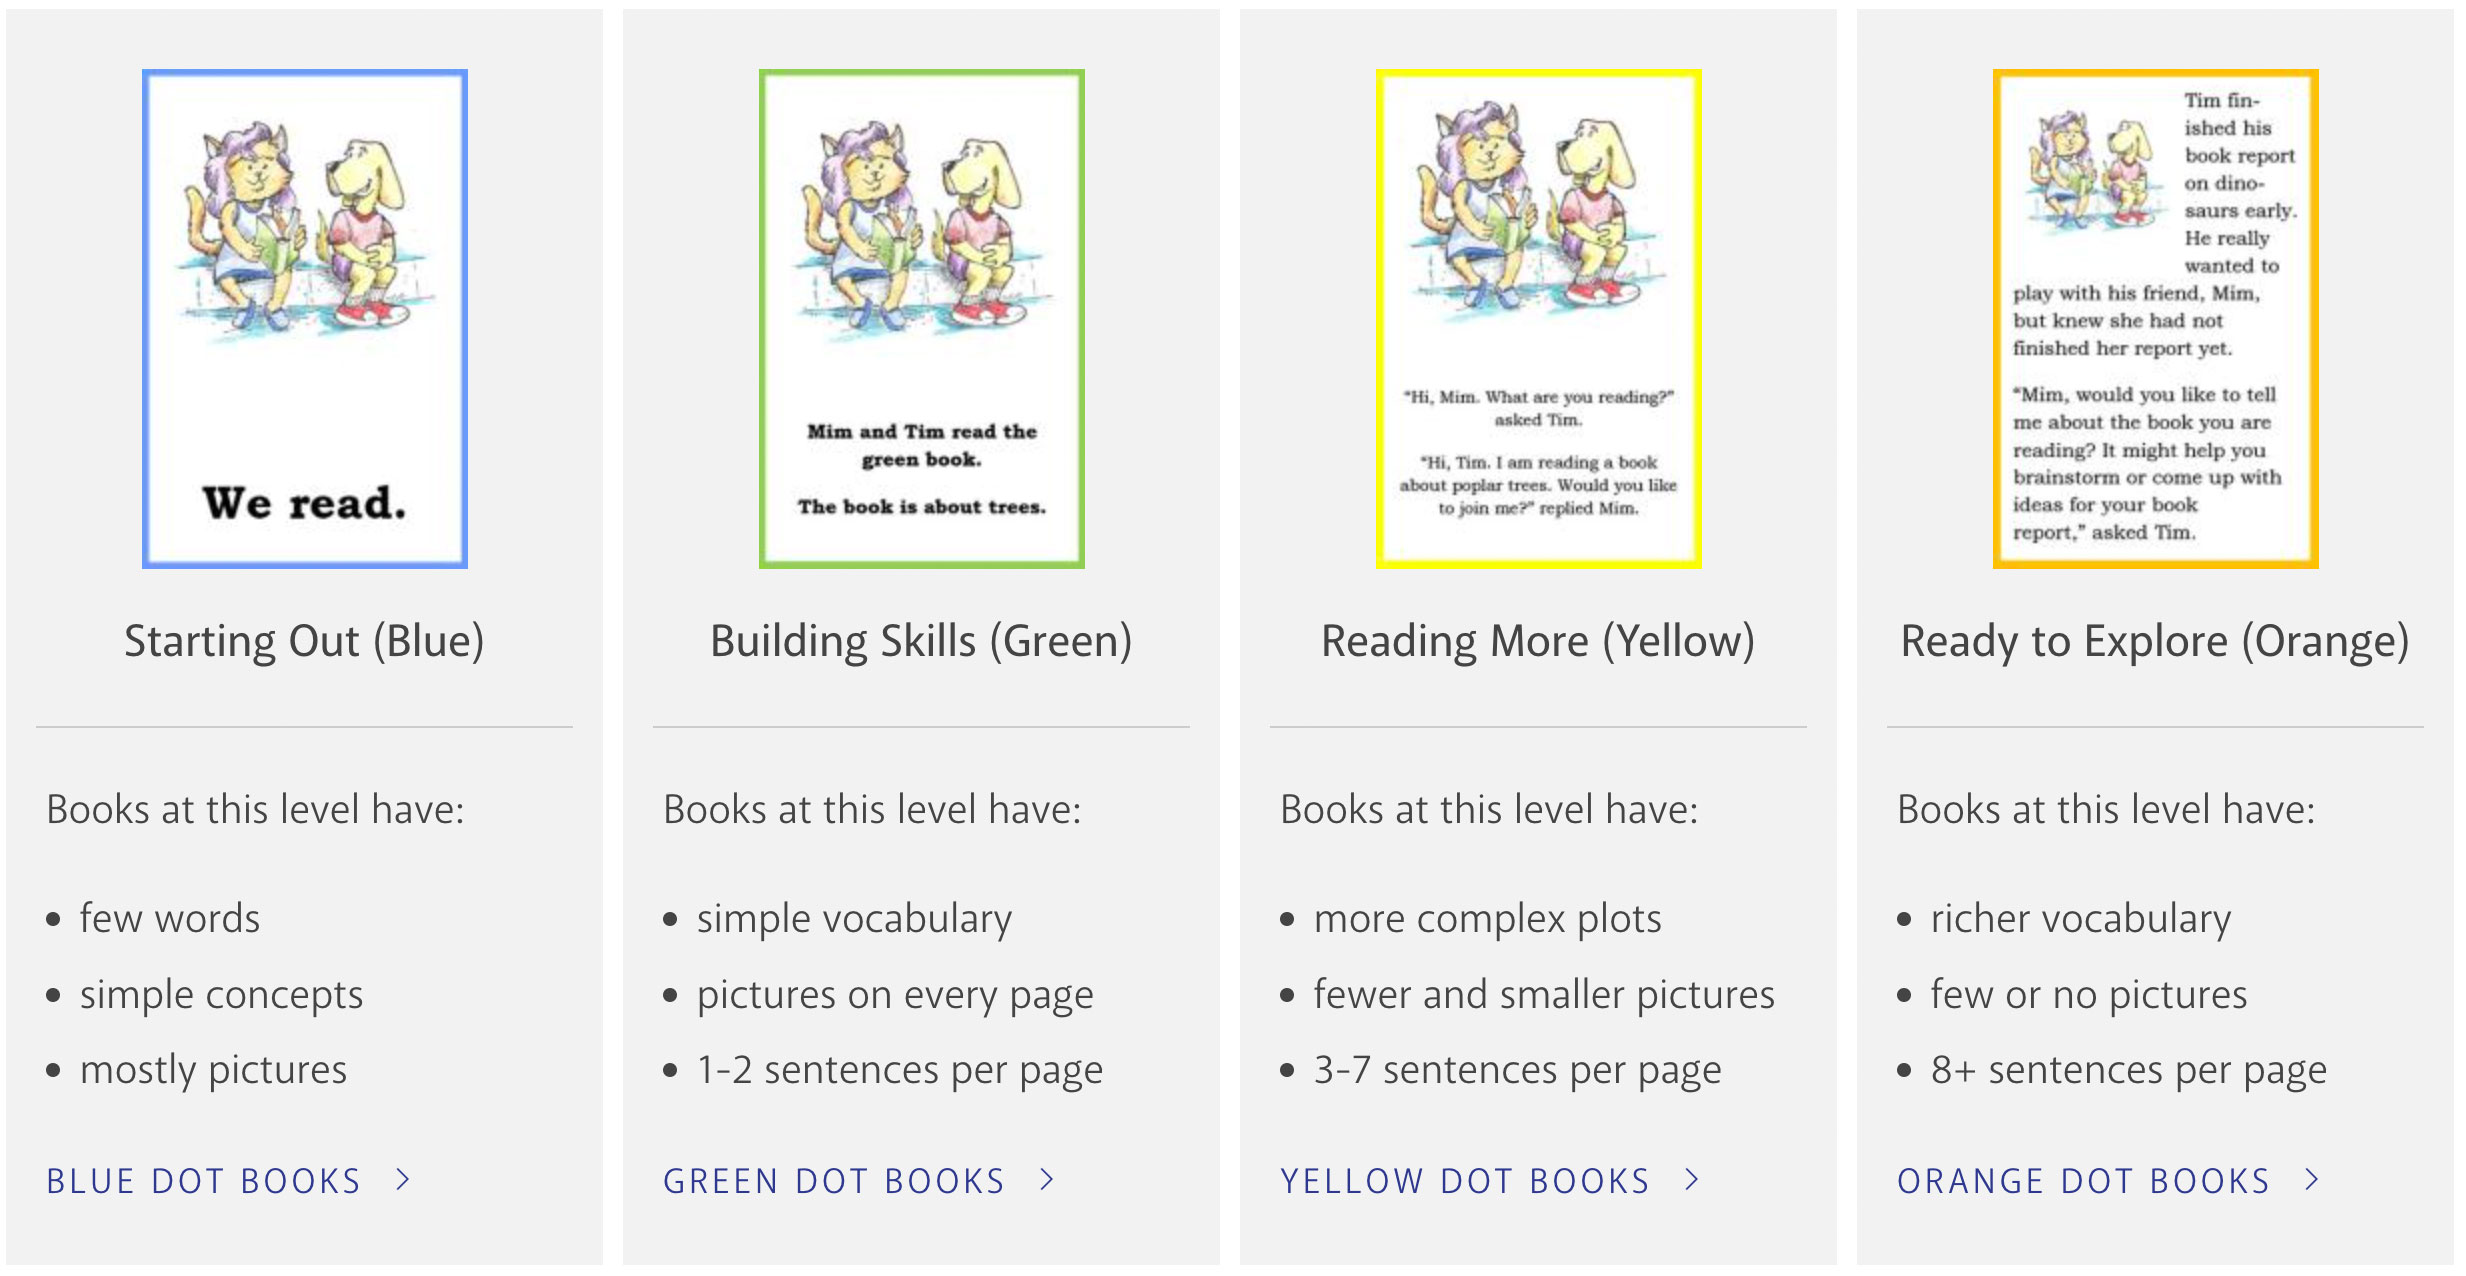 We read.
Starting Out (Blue)
Books at this level have:
• few words
• simple concepts
• mostly pictures
BLUE DOT BOOKS >
Mim and Tim read the
green book.
The book is about trees.
Building Skills (Green)
Books at this level have:
• simple vocabulary
• pictures on every page
• 1-2 sentences per page
GREEN DOT BOOKS >
“Hi, Mim. What are you reading?”
asked Tim.
“Hi, Tim. I am reading a book
about poplar trees. Would you like
to join me?” replied Mim.
Reading More (Yellow)
Books at this level have:
• more complex plots
• fewer and smaller pictures
• 3-7 sentences per page
YELLOW DOT BOOKS >
Tim fin-
ished his
book report
on dino-
saurs early.
He really
wanted to
play with his friend, Mim,
but knew she had not
finished her report yet.
“Mim, would you like to tell
me about the book you are
reading? It might help you
brainstorm or come up with
ideas for your book
report,” asked Tim.
Ready to Explore (Orange)
Books at this level have:
• richer vocabulary
• few or no pictures
• 8+ sentences per page
ORANGE DOT BOOKS >